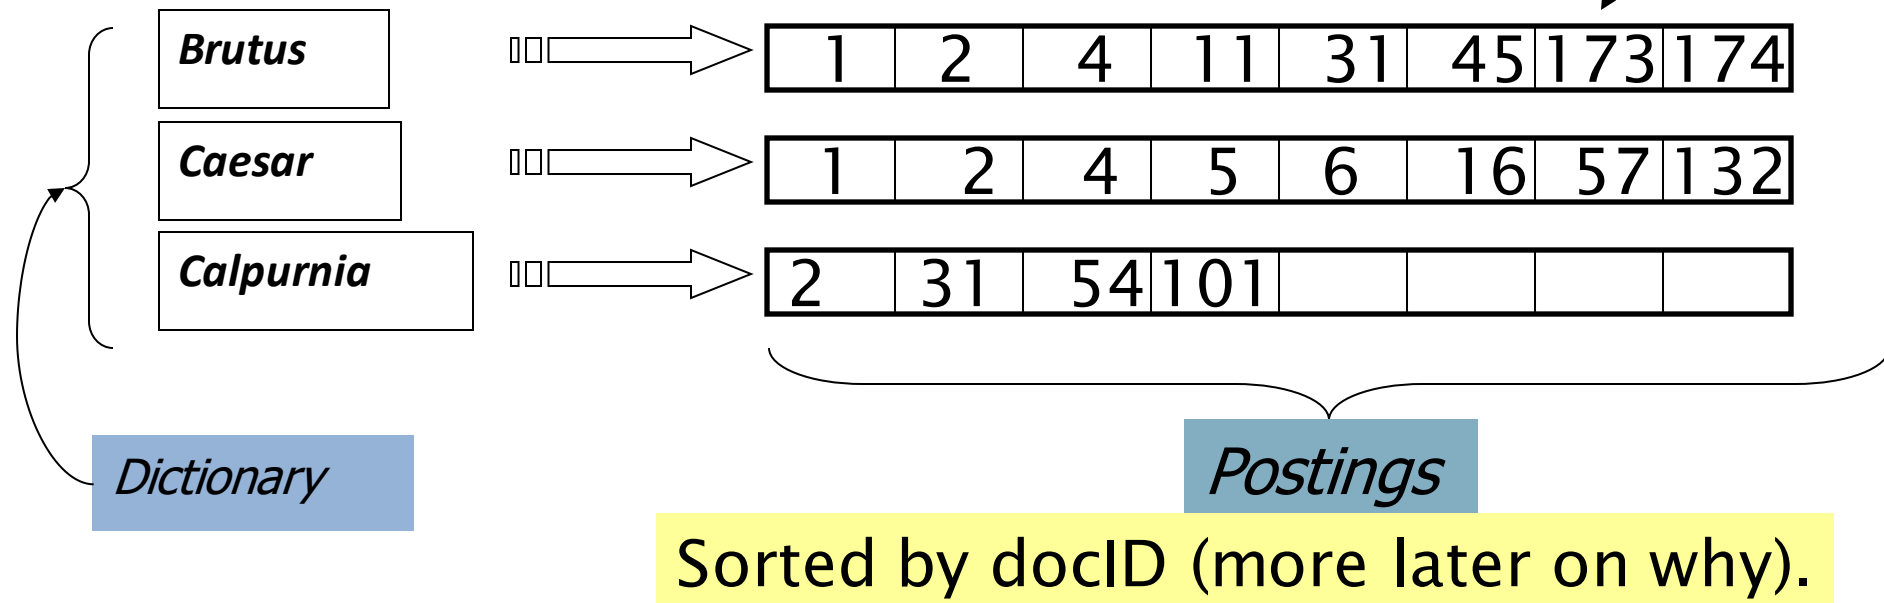 Brutus 1 2 4 11 31 45 173 174
Caesar 1 2 4 5 6 16 57 132
Calpurnia 2 31 54 101
Dictionary
Postings
Sorted by docID (more later on why).